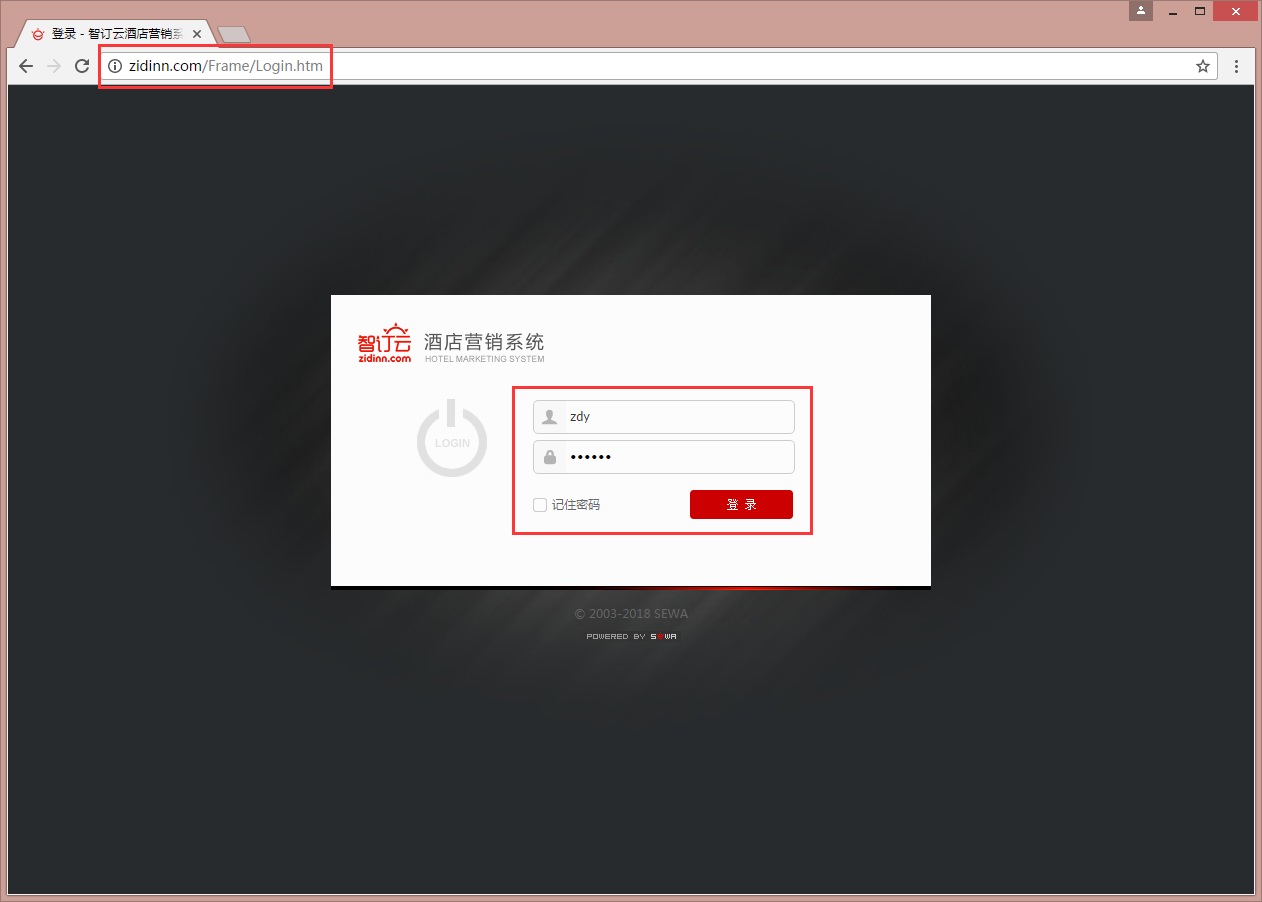 登录 - 智订云酒店营销系
zidinn.com/Frame/Login.htm
智订云
zidinn.com
酒店营销系统
HOTEL MARKETING SYSTEM
LOGIN
zdy
••••••
记住密码
登 录
© 2003-2018 SEWA
POWERED BY SEWA